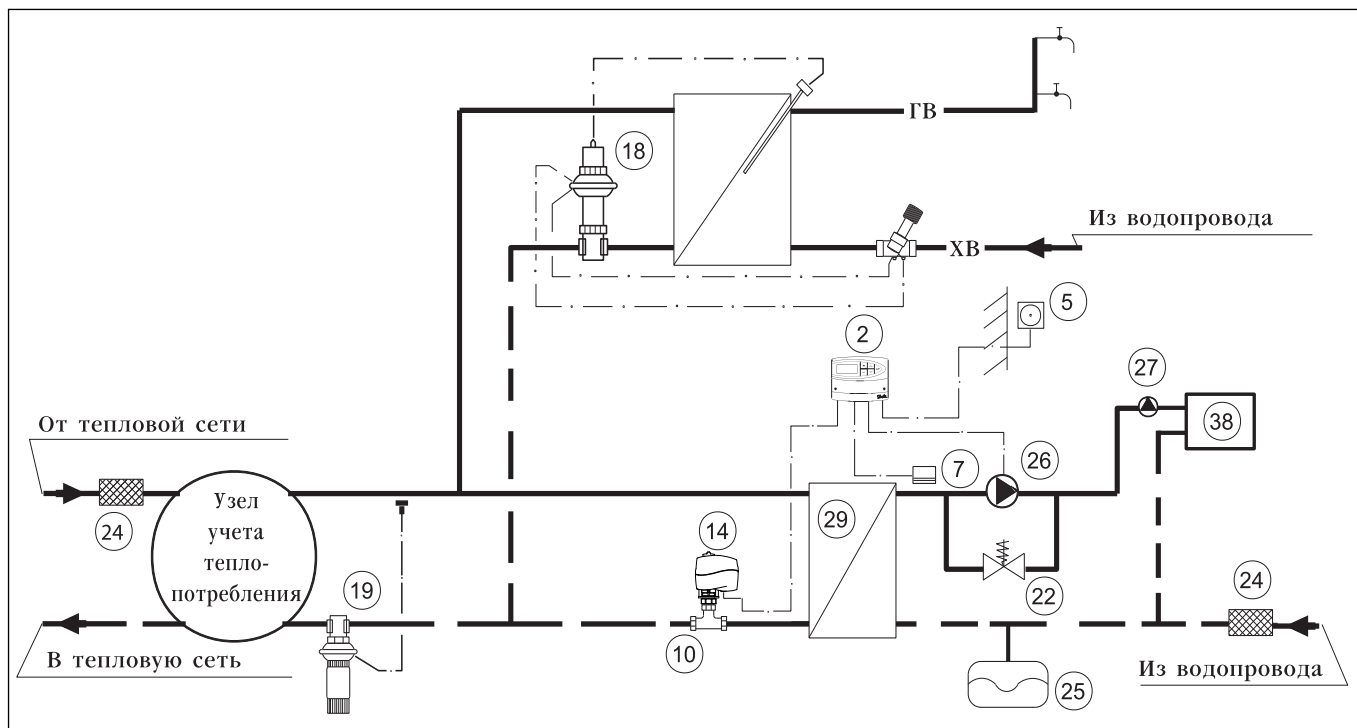 18
ГВ
Из водопровода
ХВ
5
2
27
38
От тепловой сети
7
26
24
Узел
учета
тепло-
потребления
29
14
19
22
24
В тепловую сеть
10
25
Из водопровода